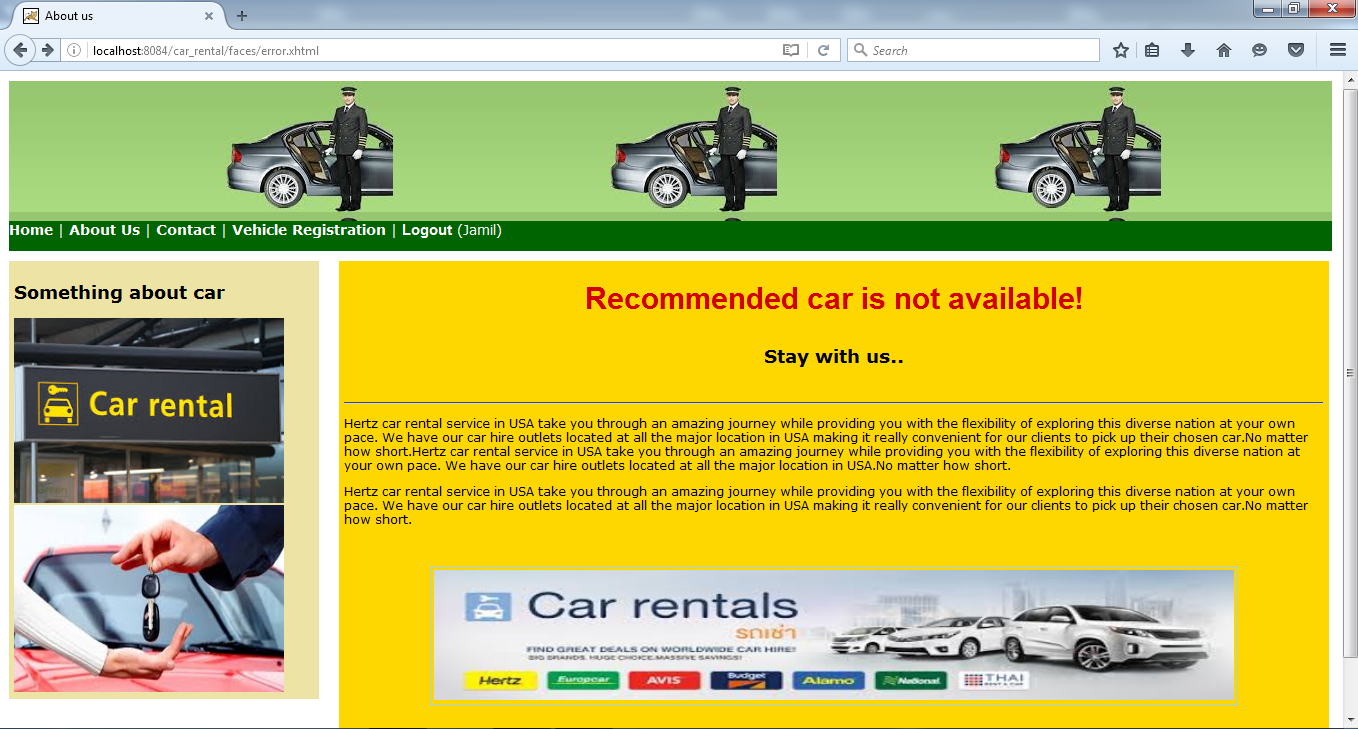 About us
localhost:8084/car_rental/faces/error.xhtml
Search
Home | About Us | Contact | Vehicle Registration | Logout (Jamil)
Something about car
Car rental
Recommended car is not available!
Stay with us..
Hertz car rental service in USA take you through an amazing journey while providing you with the flexibility of exploring this diverse nation at your own
pace. We have our car hire outlets located at all the major location in USA making it really convenient for our clients to pick up their chosen car.No matter
how short.Hertz car rental service in USA take you through an amazing journey while providing you with the flexibility of exploring this diverse nation at
your own pace. We have our car hire outlets located at all the major location in USA.No matter how short.
Hertz car rental service in USA take you through an amazing journey while providing you with the flexibility of exploring this diverse nation at your own
pace. We have our car hire outlets located at all the major location in USA making it really convenient for our clients to pick up their chosen car.No matter
how short.
Car rentals
รถเช่า
FIND GREAT DEALS ON WORLDWIDE CAR HIRE!
BIG BRANDS. HUGE CHOICE.MASSIVE SAVINGS!
Hertz Europcar AVIS Budget Alamo National THAI
RENT A CAR